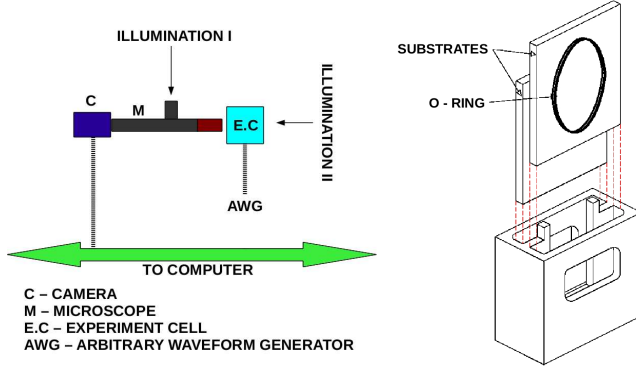 ILLUMINATION I
C
M
E.C
ILLUMINATION II
AWG
TO COMPUTER
C – CAMERA
M – MICROSCOPE
E.C – EXPERIMENT CELL
AWG – ARBITRARY WAVEFORM GENERATOR
SUBSTRATES
O - RING